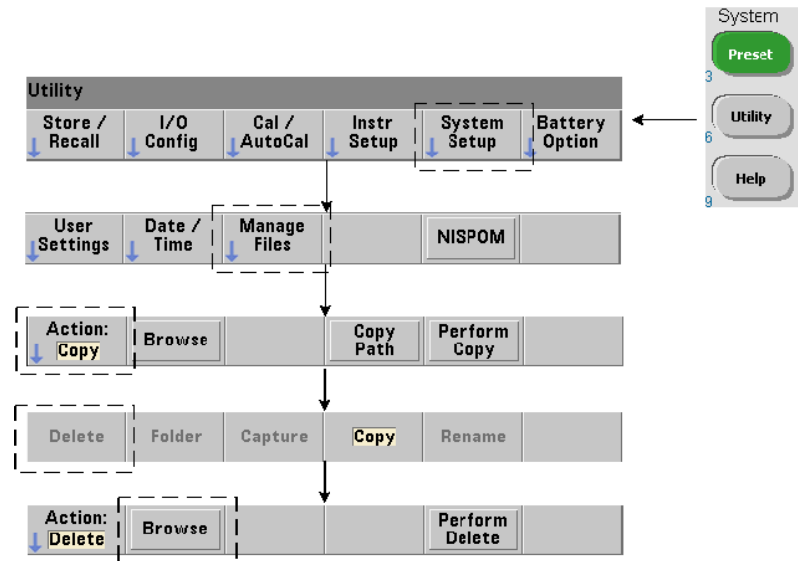 System
Preset
3
Utility
6
Help
9
Utility
Store / I/O Cal / Instr System Battery
Recall Config AutoCal Setup Setup Option
User Date / Manage
Settings Time Files NISPOM
Action: Browse Copy Perform
Copy Path Copy
Delete Folder Capture Copy Rename
Action: Browse Perform
Delete Delete